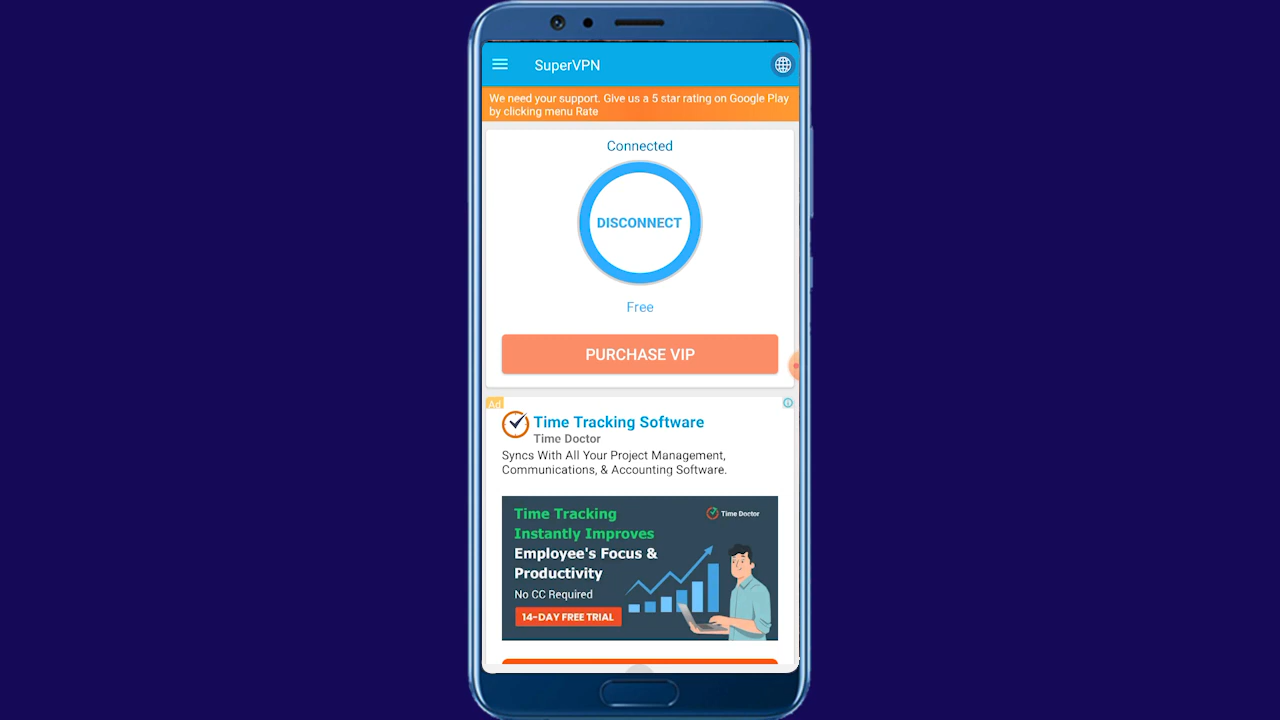 SuperVPN
We need your support. Give us a 5 star rating on Google Play
by clicking menu Rate
Connected
DISCONNECT
Free
PURCHASE VIP
Ad
Time Tracking Software
Time Doctor
Syncs With All Your Project Management,
Communications, & Accounting Software.
Time Tracking
Instantly Improves
Employee's Focus &
Productivity
No CC Required
14-DAY FREE TRIAL
Time Doctor